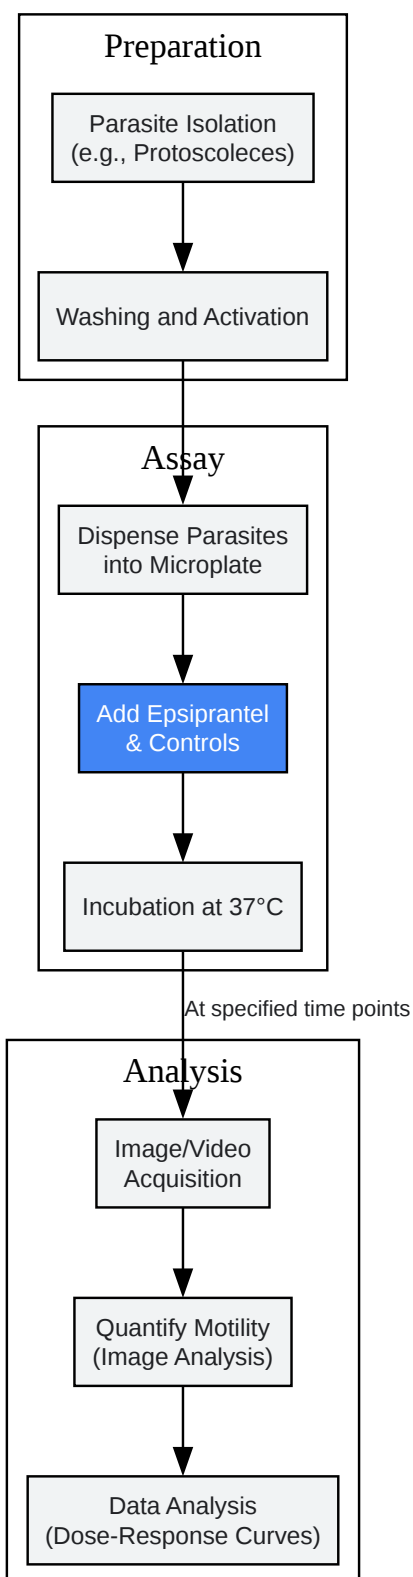 Preparation
Parasite Isolation
(e.g., Protoscoleces)
Washing and Activation
Assay
Dispense Parasites
into Microplate
Add Epsiprantel
& Controls
Incubation at 37°C
At specified time points
Analysis
Image/Video
Acquisition
Quantify Motility
(Image Analysis)
Data Analysis
(Dose-Response Curves)